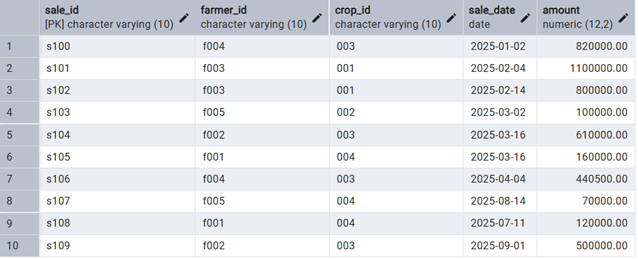 sale_id farmer_id crop_id sale_date amount
[PK] character varying (10) character varying (10) character varying (10) date numeric (12,2)
1 s100 f004 003 2025-01-02 820000.00
2 s101 f003 001 2025-02-04 1100000.00
3 s102 f003 001 2025-02-14 800000.00
4 s103 f005 002 2025-03-02 100000.00
5 s104 f002 003 2025-03-16 610000.00
6 s105 f001 004 2025-03-16 160000.00
7 s106 f004 003 2025-04-04 440500.00
8 s107 f005 004 2025-08-14 70000.00
9 s108 f001 004 2025-07-11 120000.00
10 s109 f002 003 2025-09-01 500000.00